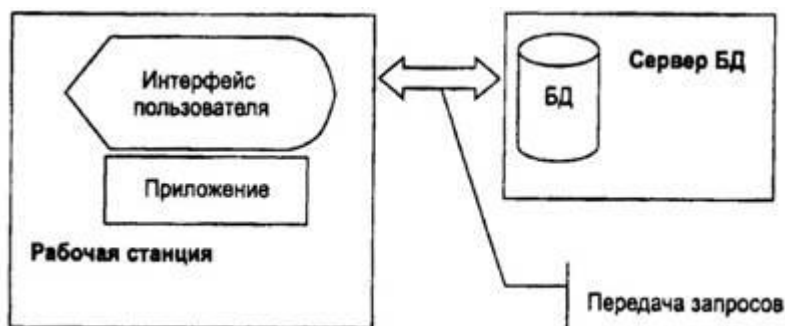 Интерфейс
пользователя
Приложение
Рабочая станция
БД
Сервер БД
Передача запросов